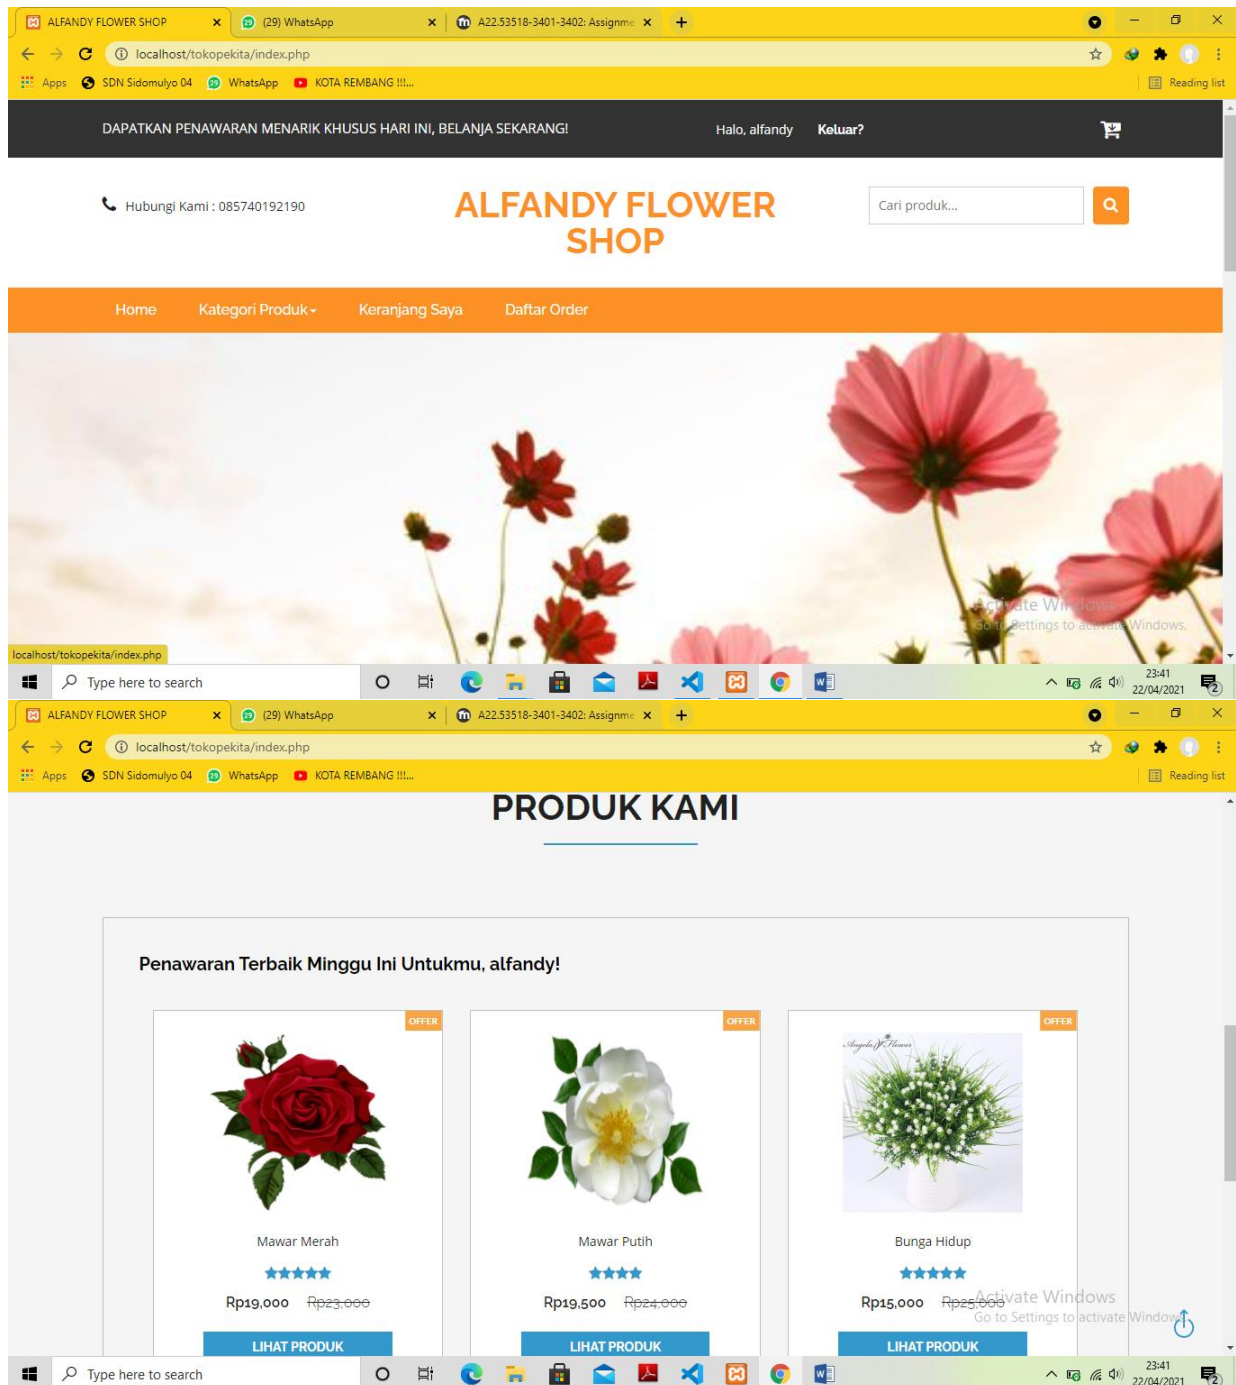 ALFANDY FLOWER SHOP
(29) WhatsApp
A22.53518-3401-3402: Assignme
localhost/tokopekita/index.php
Apps
SDN Sidomulyo 04
29
WhatsApp
KOTA REMBANG !!!...
Reading list
DAPATKAN PENAWARAN MENARIK KHUSUS HARI INI, BELANJA SEKARANG!
Halo, alfandy
Keluar?
Hubungi Kami : 085740192190
ALFANDY FLOWER
SHOP
Cari produk...
Home
Kategori Produk
Keranjang Saya
Daftar Order
Activate Windows
Go to Settings to activate Windows.
localhost/tokopekita/index.php
Type here to search
23:41
22/04/2021
2
ALFANDY FLOWER SHOP
(29) WhatsApp
A22.53518-3401-3402: Assignme
localhost/tokopekita/index.php
Apps
SDN Sidomulyo 04
29
WhatsApp
KOTA REMBANG !!!...
Reading list
PRODUK KAMI
Penawaran Terbaik Minggu Ini Untukmu, alfandy!
OFFER
OFFER
OFFER
Angela Flower
Mawar Merah
Mawar Putih
Bunga Hidup
Rp19,000 Rp23,000
Rp19,500 Rp24,000
Rp15,000 Rp25,000
Activate Windows
Go to Settings to activate Windows.
LIHAT PRODUK
LIHAT PRODUK
LIHAT PRODUK
Type here to search
23:41
22/04/2021
2